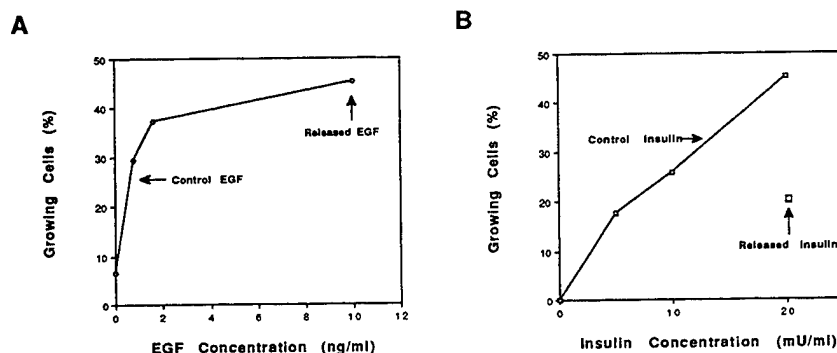 A
Growing Cells (%)
50
40
30
20
10
0
Released EGF
Control EGF
0 2 4 6 8 10 12
EGF Concentration (ng/ml)
B
Growing Cells (%)
50
40
30
20
10
0
Control Insulin
Released Insulin
0 10 20
Insulin Concentration (mU/ml)